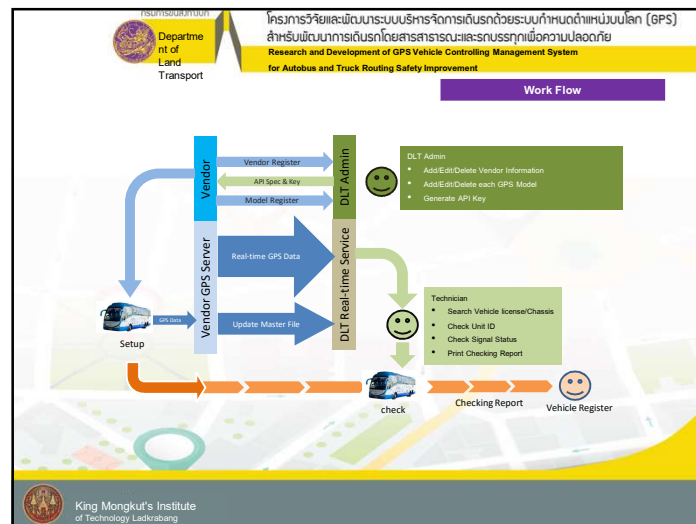 กรมการขนส่งทางบก
Departme
nt of
Land
Transport
โครงการวิจัยและพัฒนาระบบบริหารจัดการเดินรถด้วยระบบกำหนดตำแหน่งบนโลก (GPS)
สำหรับพัฒนาการเดินรถโดยสารสาธารณะและรถบรรทุกเพื่อความปลอดภัย
Research and Development of GPS Vehicle Controlling Management System
for Autobus and Truck Routing Safety Improvement
Work Flow
Vendor
Vendor Register
API Spec & Key
Model Register
DLT Admin
DLT Admin
• Add/Edit/Delete Vendor Information
• Add/Edit/Delete each GPS Model
• Generate API Key
Vendor GPS Server
Real-time GPS Data
Update Master File
DLT Real-time Service
GPS Data
Setup
Technician
• Search Vehicle license/Chassis
• Check Unit ID
• Check Signal Status
• Print Checking Report
check
Checking Report
Vehicle Register
King Mongkut's Institute
of Technology Ladkrabang